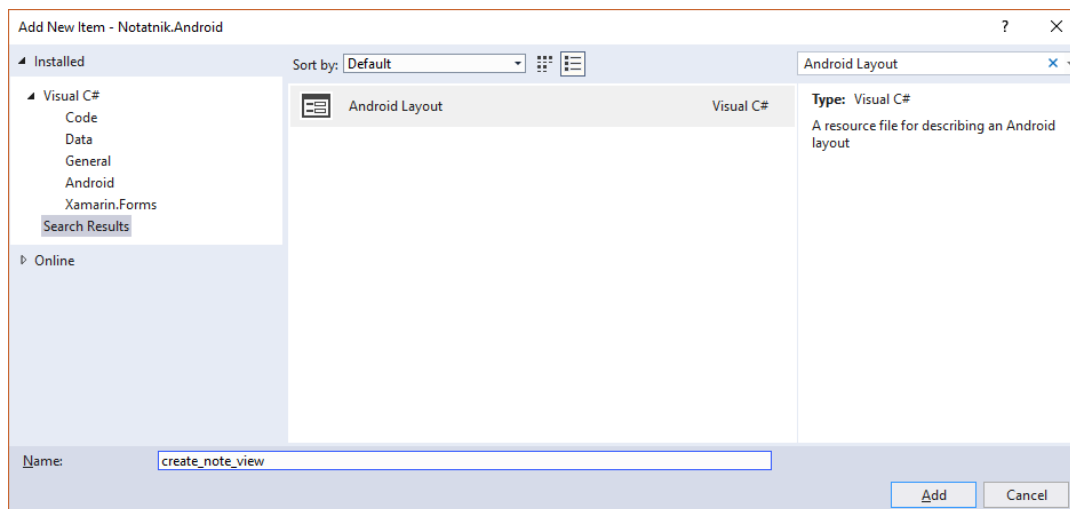 Add New Item - Notatnik.Android
?
Installed
Sort by: Default
Android Layout
Visual C#
Code
Data
General
Android
Xamarin.Forms
Search Results
Online
Android Layout
Visual C#
Type: Visual C#
A resource file for describing an Android
layout
Name:
create_note_view
Add
Cancel